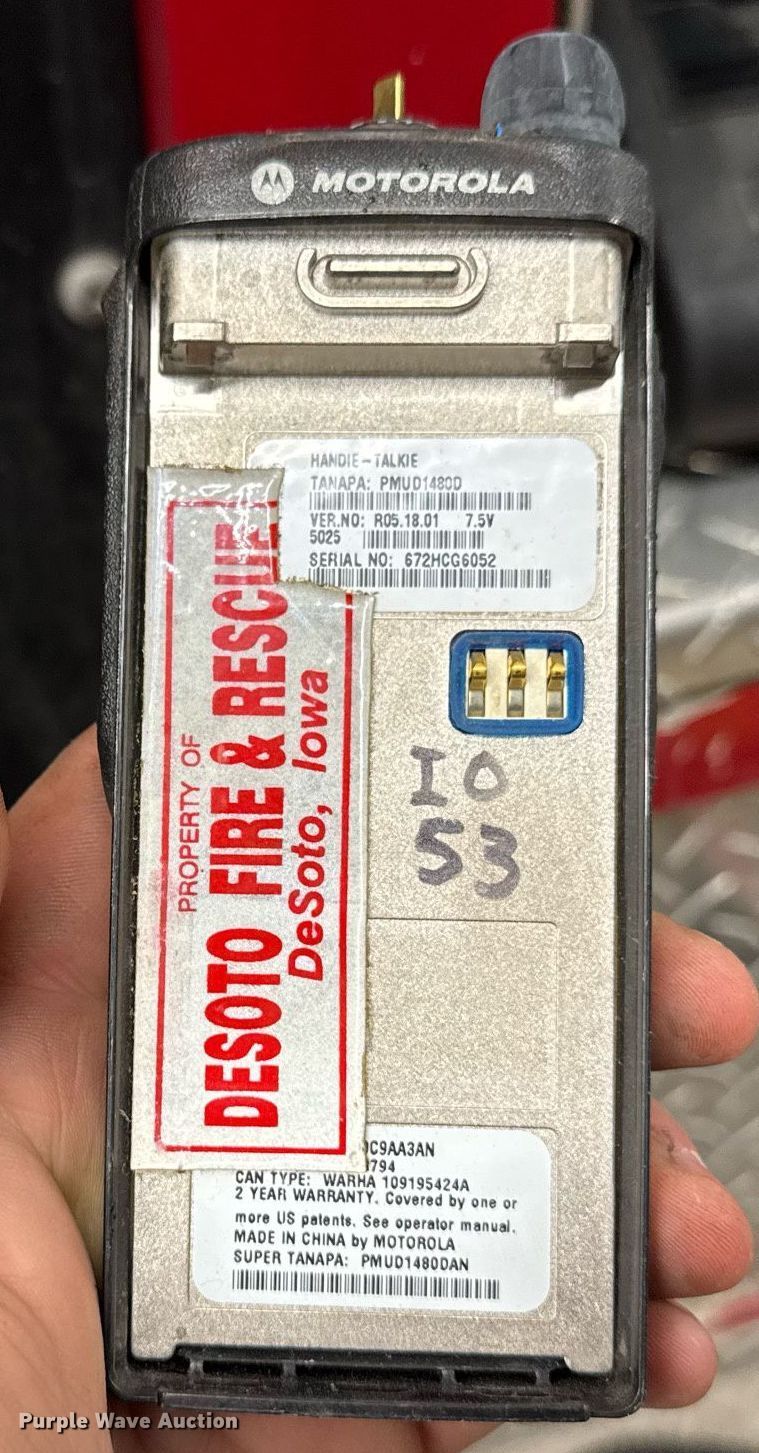 MOTOROLA
HANDIE-TALKIE
TANAPA: PMUD1480D
VER.NO: R05.18.01 7.5V
5025
SERIAL NO: 672HCG6052
PROPERTY OF
DESOTO FIRE & RESCUE
DeSoto, Iowa
IO
53
C9AA3AN
794
CAN TYPE: WARHA 109195424A
2 YEAR WARRANTY. Covered by one or
more US patents. See operator manual.
MADE IN CHINA by MOTOROLA
SUPER TANAPA: PMUD1480DAN
Purple Wave Auction